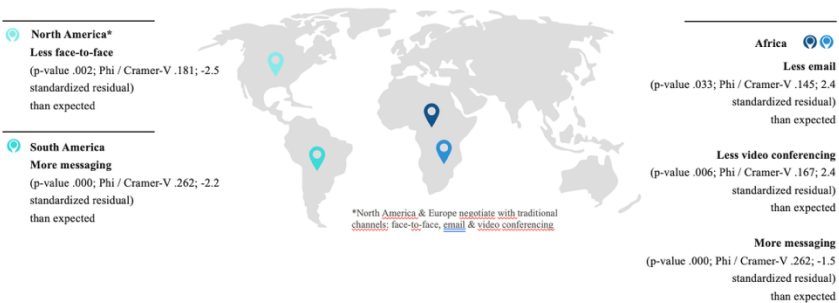 North America*
Less face-to-face
(p-value .002; Phi / Cramer-V .181; -2.5
standardized residual)
than expected
South America
More messaging
(p-value .000; Phi / Cramer-V .262; -2.2
standardized residual)
than expected
*North America & Europe negotiate with traditional
channels: face-to-face, email & video conferencing
Africa
Less email
(p-value .033; Phi / Cramer-V .145; 2.4
standardized residual)
than expected
Less video conferencing
(p-value .006; Phi / Cramer-V .167; 2.4
standardized residual)
than expected
More messaging
(p-value .000; Phi / Cramer-V .262; -1.5
standardized residual)
than expected